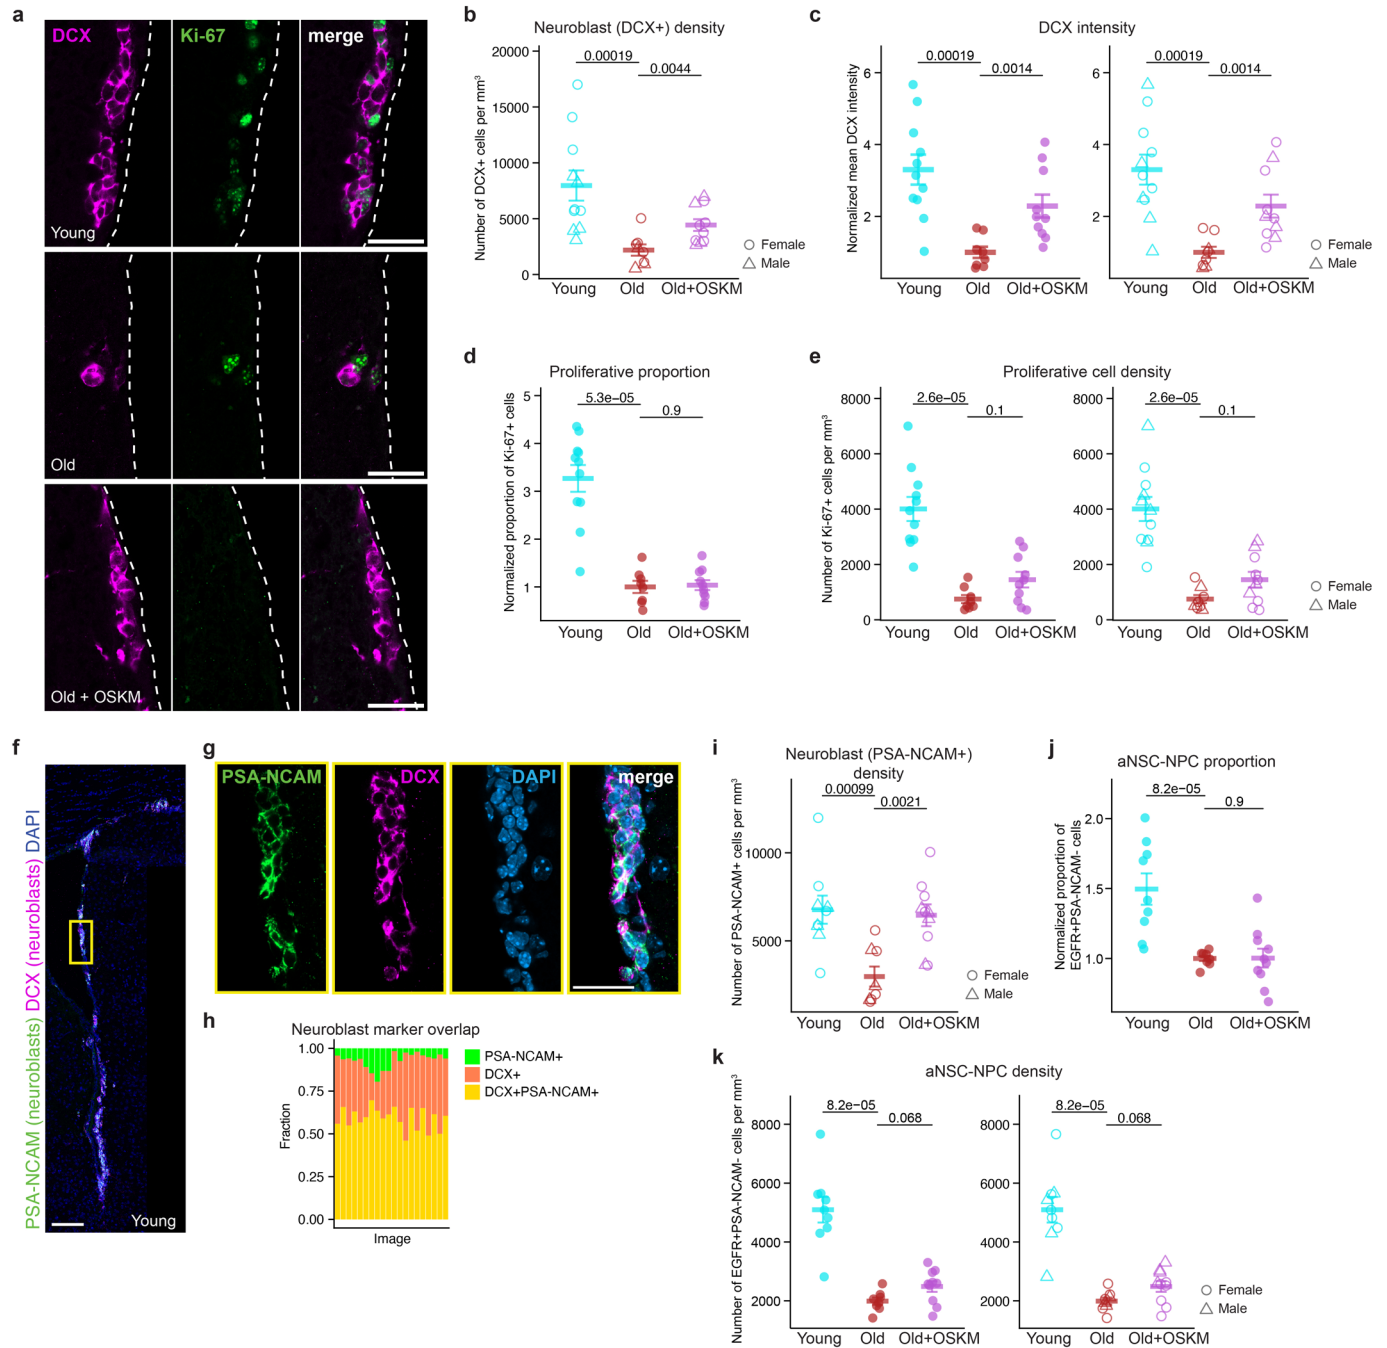 a
DCX
Ki-67
merge
Young
Old
Old + OSKM
b
Neuroblast (DCX+) density
Number of DCX+ cells per mm³
20000
15000
10000
5000
0
0.00019
0.0044
Young
Old
Old+OSKM
Female
Male
c
DCX intensity
Normalized mean DCX intensity
6
4
2
0.00019
0.0014
Young
Old
Old+OSKM
6
4
2
0.00019
0.0014
Young
Old
Old+OSKM
Female
Male
d
Proliferative proportion
Normalized proportion of Ki-67+ cells
5
4
3
2
1
5.3e−05
0.9
Young
Old
Old+OSKM
e
Proliferative cell density
Number of Ki-67+ cells per mm³
8000
6000
4000
2000
0
2.6e−05
0.1
Young
Old
Old+OSKM
8000
6000
4000
2000
0
2.6e−05
0.1
Young
Old
Old+OSKM
Female
Male
f
PSA-NCAM (neuroblasts) DCX (neuroblasts) DAPI
Young
g
PSA-NCAM
DCX
DAPI
merge
h
Neuroblast marker overlap
Fraction
1.00
0.75
0.50
0.25
0.00
Image
PSA-NCAM+
DCX+
DCX+PSA-NCAM+
i
Neuroblast (PSA-NCAM+)
density
Number of PSA-NCAM+ cells per mm³
10000
5000
0.00099
0.0021
Young
Old
Old+OSKM
Female
Male
j
aNSC-NPC proportion
Normalized proportion of
EGFR+PSA-NCAM- cells
2.0
1.5
1.0
8.2e−05
0.9
Young
Old
Old+OSKM
k
aNSC-NPC density
Number of EGFR+PSA-NCAM- cells per mm³
8000
6000
4000
2000
8.2e−05
0.068
Young
Old
Old+OSKM
8000
6000
4000
2000
8.2e−05
0.068
Young
Old
Old+OSKM
Female
Male